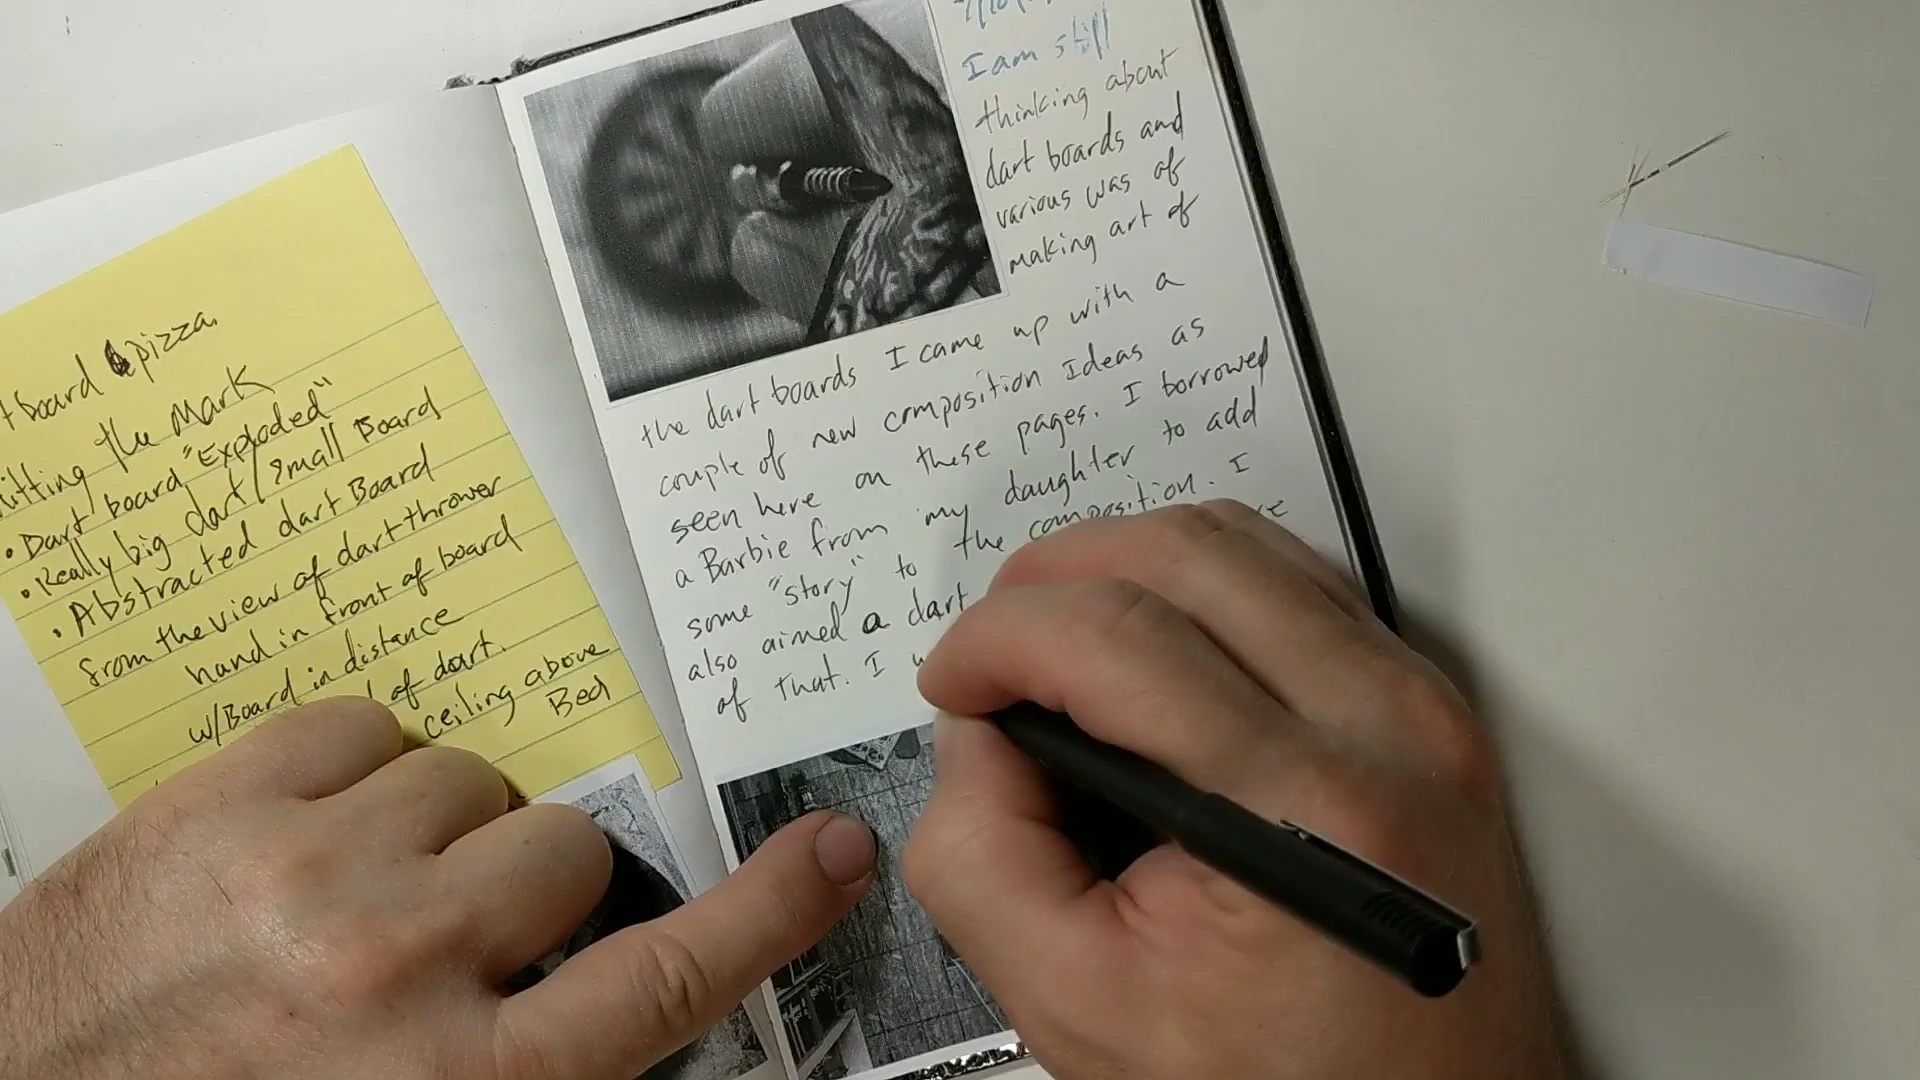 board pizza
Hitting the Mark
• Dart board "Exploded"
• Really big dart/small Board
• Abstracted dart Board
from the view of dart thrower
hand in front of board
w/Board in distance
of dart.
ceiling above
Bed
I am still
thinking about
dart boards and
various was of
making art of
the dart boards I came up with a
couple of new composition Ideas as
seen here on these pages. I borrowed
a Barbie from my daughter to add
some "story" to the composition. I
also aimed a dart
of that. I